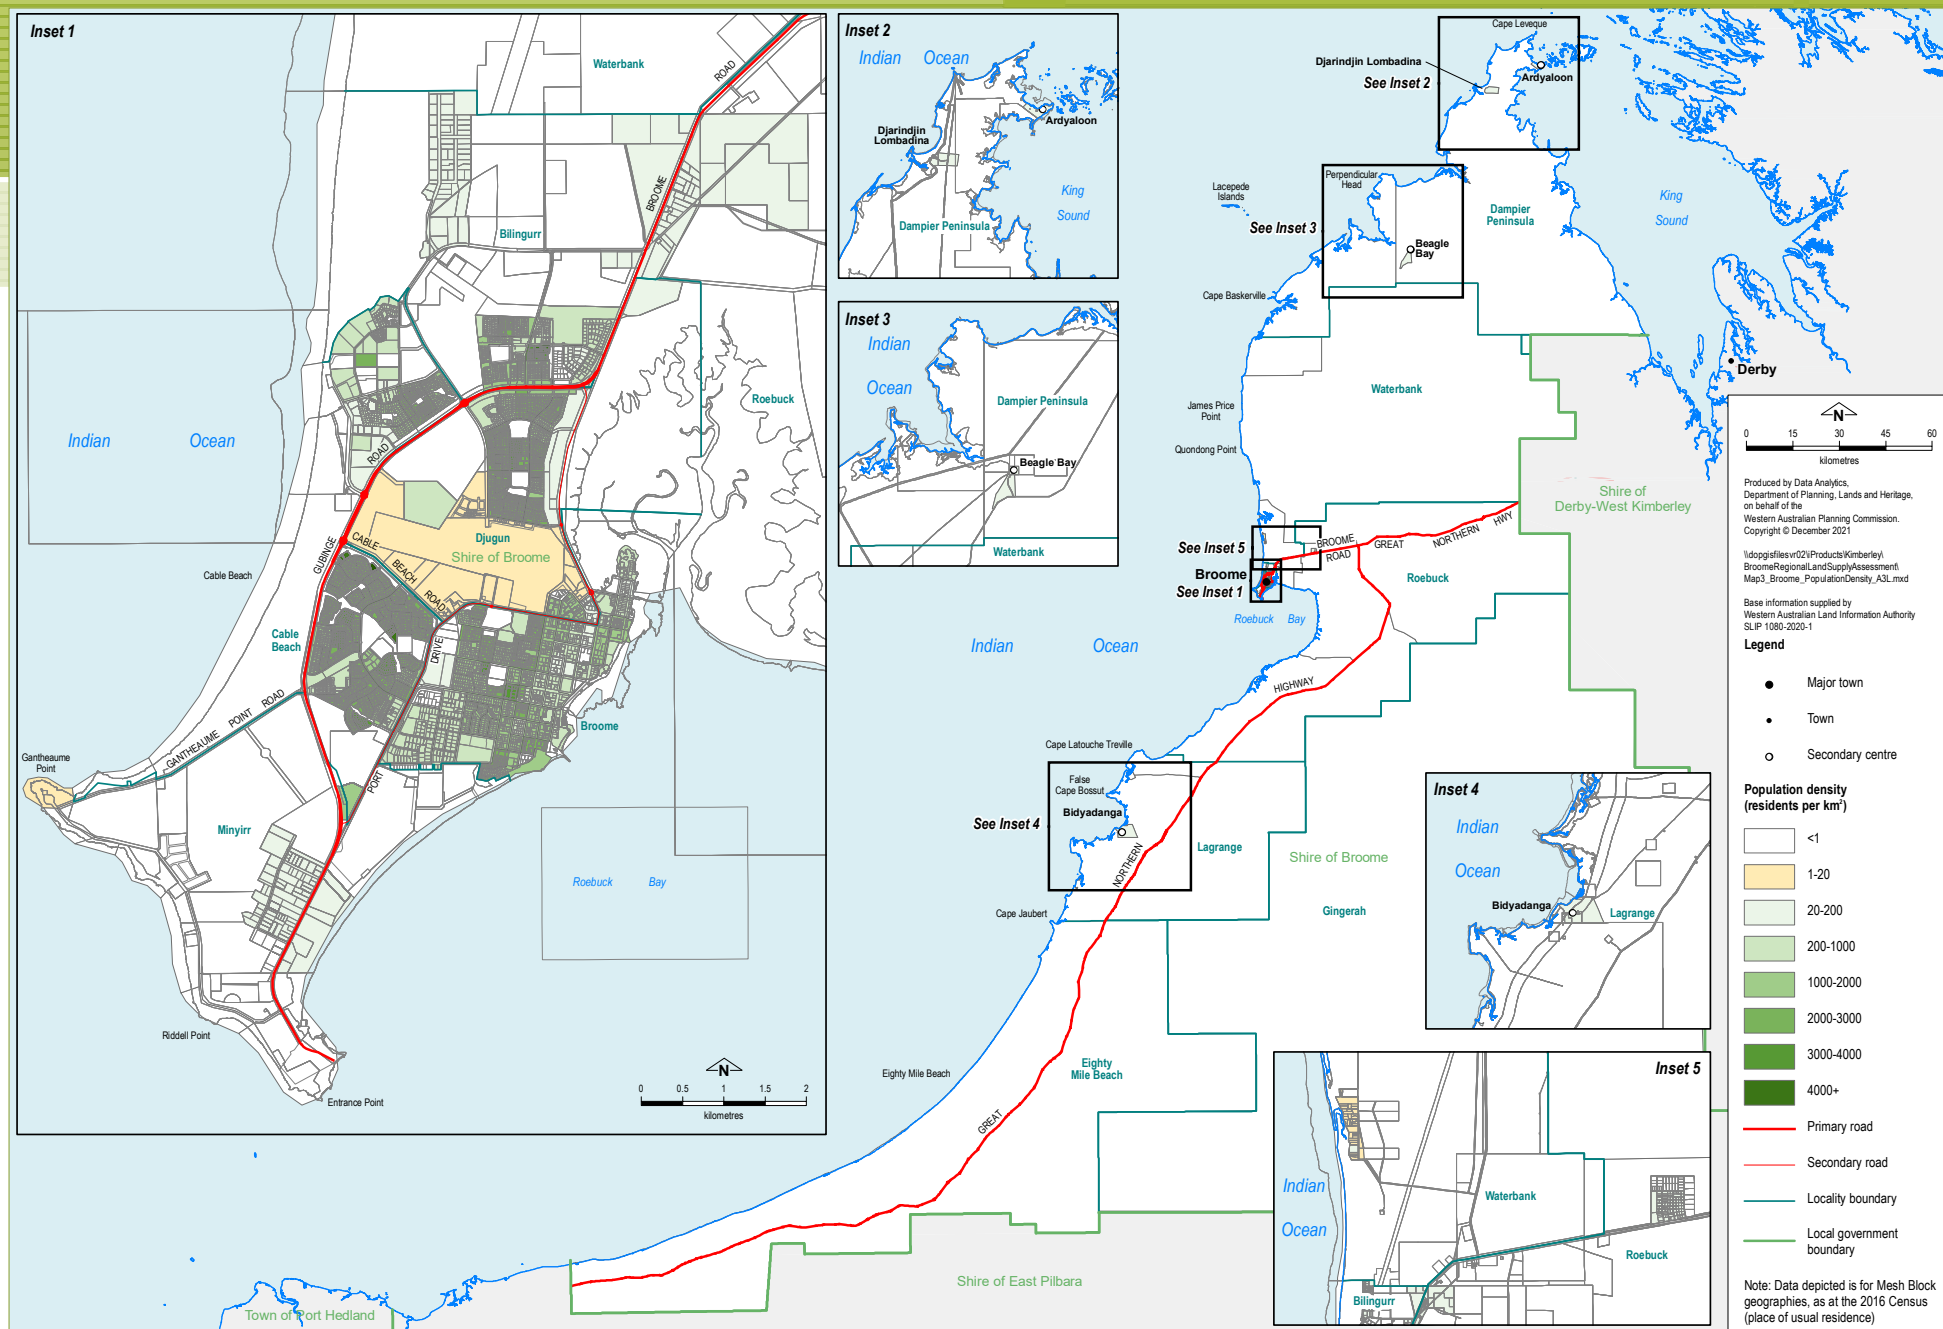 Inset 1
Waterbank
ROAD
BROOME
Bilingurr
Roebuck
Indian Ocean
ROAD
Djugun
Shire of Broome
CABLE
BEACH
ROAD
GUBINGE
Cable Beach
Cable
Beach
DRIVE
GANTHEAUME POINT ROAD
Broome
PORT
Gantheaume
Point
Minyirr
Roebuck Bay
Riddell Point
Entrance Point
N
0 0.5 1 1.5 2
kilometres
Inset 2
Indian Ocean
Ardyaloon
Djarindjin
Lombadina
King
Sound
Dampier Peninsula
Inset 3
Indian
Ocean
Dampier Peninsula
Beagle Bay
Waterbank
Cape Leveque
Djarindjin Lombadina
Ardyaloon
See Inset 2
Perpendicular
Head
Lacepede
Islands
King
Sound
Dampier
Peninsula
See Inset 3
Beagle
Bay
Cape Baskerville
Derby
Waterbank
James Price
Point
Quondong Point
Shire of
Derby-West Kimberley
See Inset 5
BROOME
ROAD
GREAT
NORTHERN
HWY
Broome
See Inset 1
Roebuck
Roebuck Bay
Indian Ocean
HIGHWAY
Cape Latouche Treville
False
Cape Bossut
Bidyadanga
See Inset 4
NORTHERN
Lagrange
Shire of Broome
Cape Jaubert
Gingerah
Eighty Mile Beach
Eighty
Mile Beach
GREAT
Shire of East Pilbara
Town of Port Hedland
Inset 4
Indian
Ocean
Bidyadanga
Lagrange
Inset 5
Indian
Ocean
Waterbank
Roebuck
Bilingurr
N
0 15 30 45 60
kilometres
Produced by Data Analytics,
Department of Planning, Lands and Heritage,
on behalf of the
Western Australian Planning Commission.
Copyright © December 2021
\\dopgisfilesvr02\iProducts\Kimberley\
BroomeRegionalLandSupplyAssessment\
Map3_Broome_PopulationDensity_A3L.mxd
Base information supplied by
Western Australian Land Information Authority
SLIP 1080-2020-1
Legend
Major town
Town
Secondary centre
Population density
(residents per km²)
<1
1-20
20-200
200-1000
1000-2000
2000-3000
3000-4000
4000+
Primary road
Secondary road
Locality boundary
Local government
boundary
Note: Data depicted is for Mesh Block
geographies, as at the 2016 Census
(place of usual residence)